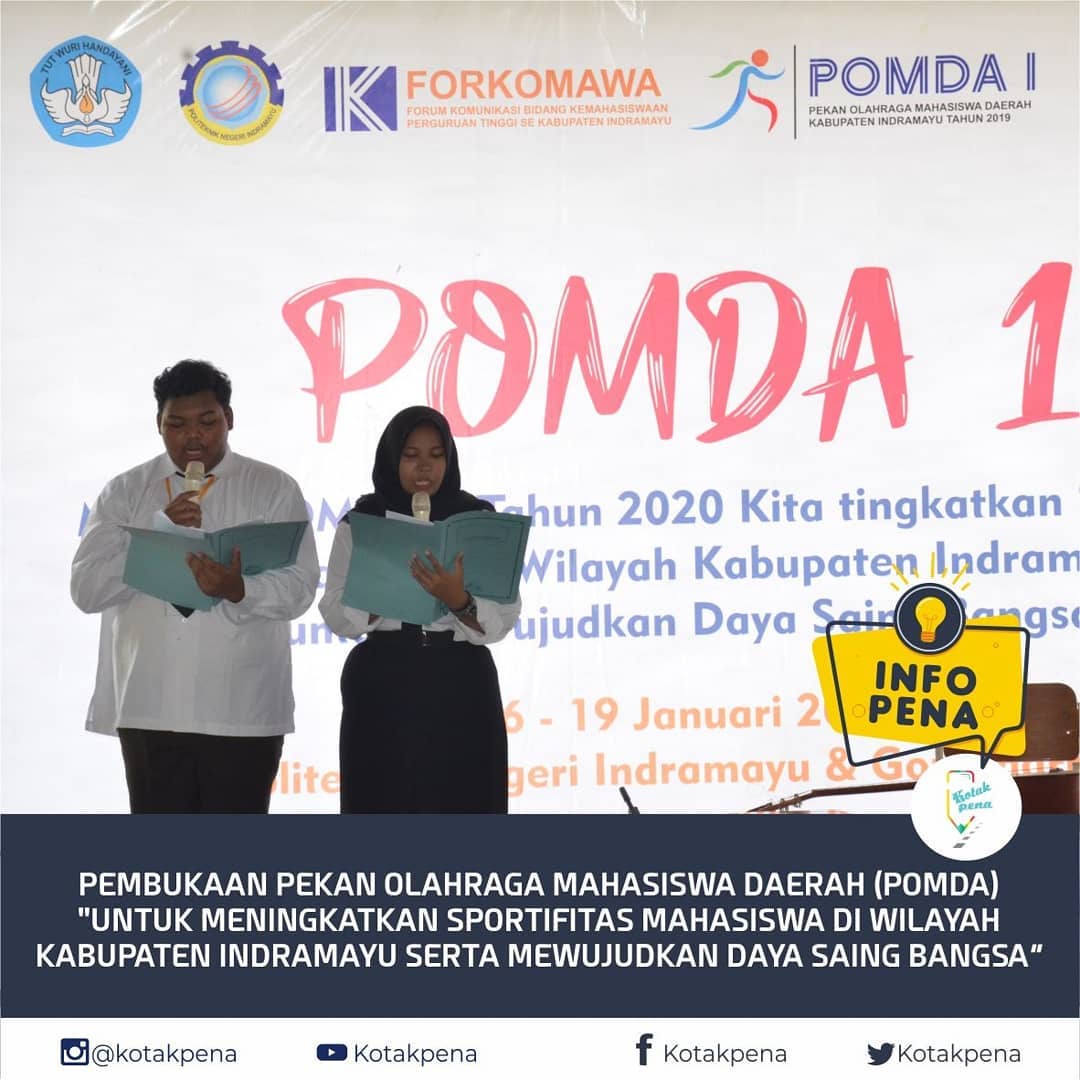 TUT WURI HANDAYANI
POLITEKNIK NEGERI INDRAMAYU
FORKOMAWA
FORUM KOMUNIKASI BIDANG KEMAHASISWAAN
PERGURUAN TINGGI SE KABUPATEN INDRAMAYU
POMDA I
PEKAN OLAHRAGA MAHASISWA DAERAH
KABUPATEN INDRAMAYU TAHUN 2019
POMDA 1
Tahun 2020 Kita tingkatkan
Wilayah Kabupaten Indram
ujudkan Daya Saing Bangsa
6 - 19 Januari 2
olite geri Indramayu & Go
INFO
PENA
Kotak
pena
PEMBUKAAN PEKAN OLAHRAGA MAHASISWA DAERAH (POMDA)
"UNTUK MENINGKATKAN SPORTIFITAS MAHASISWA DI WILAYAH
KABUPATEN INDRAMAYU SERTA MEWUJUDKAN DAYA SAING BANGSA”
@kotakpena Kotakpena Kotakpena Kotakpena